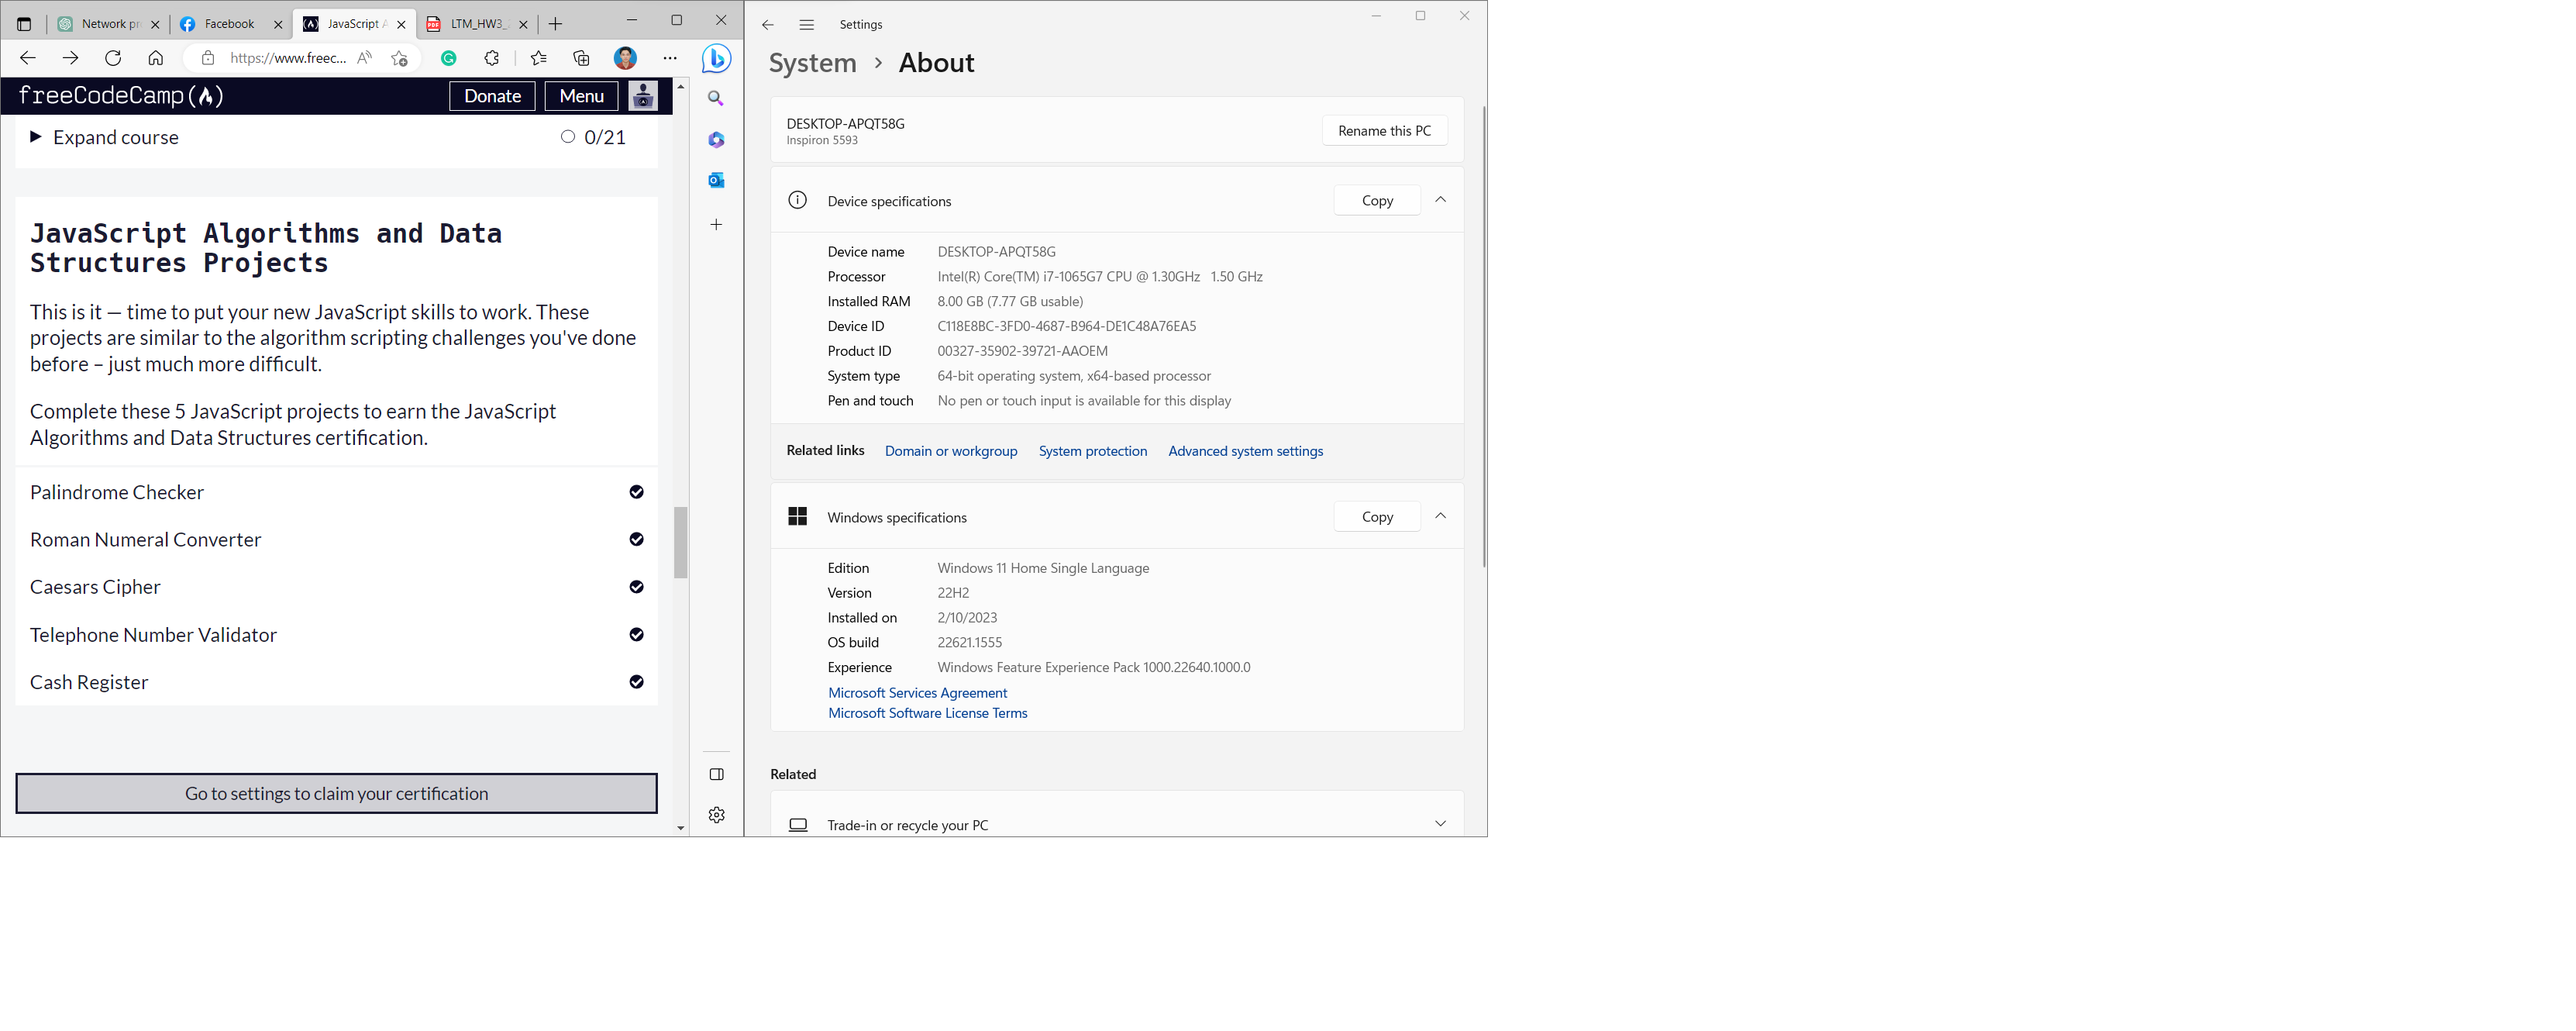 Network pr
Facebook
JavaScript A
LTM_HW3_
https://www.freec...
freeCodeCamp
Donate
Menu
Expand course
0/21
JavaScript Algorithms and Data
Structures Projects
This is it — time to put your new JavaScript skills to work. These
projects are similar to the algorithm scripting challenges you've done
before – just much more difficult.
Complete these 5 JavaScript projects to earn the JavaScript
Algorithms and Data Structures certification.
Palindrome Checker
Roman Numeral Converter
Caesars Cipher
Telephone Number Validator
Cash Register
Go to settings to claim your certification
Settings
System > About
DESKTOP-APQT58G
Inspiron 5593
Rename this PC
Device specifications
Copy
Device name DESKTOP-APQT58G
Processor Intel(R) Core(TM) i7-1065G7 CPU @ 1.30GHz 1.50 GHz
Installed RAM 8.00 GB (7.77 GB usable)
Device ID C118E8BC-3FD0-4687-B964-DE1C48A76EA5
Product ID 00327-35902-39721-AAOEM
System type 64-bit operating system, x64-based processor
Pen and touch No pen or touch input is available for this display
Related links Domain or workgroup System protection Advanced system settings
Windows specifications
Copy
Edition Windows 11 Home Single Language
Version 22H2
Installed on 2/10/2023
OS build 22621.1555
Experience Windows Feature Experience Pack 1000.22640.1000.0
Microsoft Services Agreement
Microsoft Software License Terms
Related
Trade-in or recycle your PC